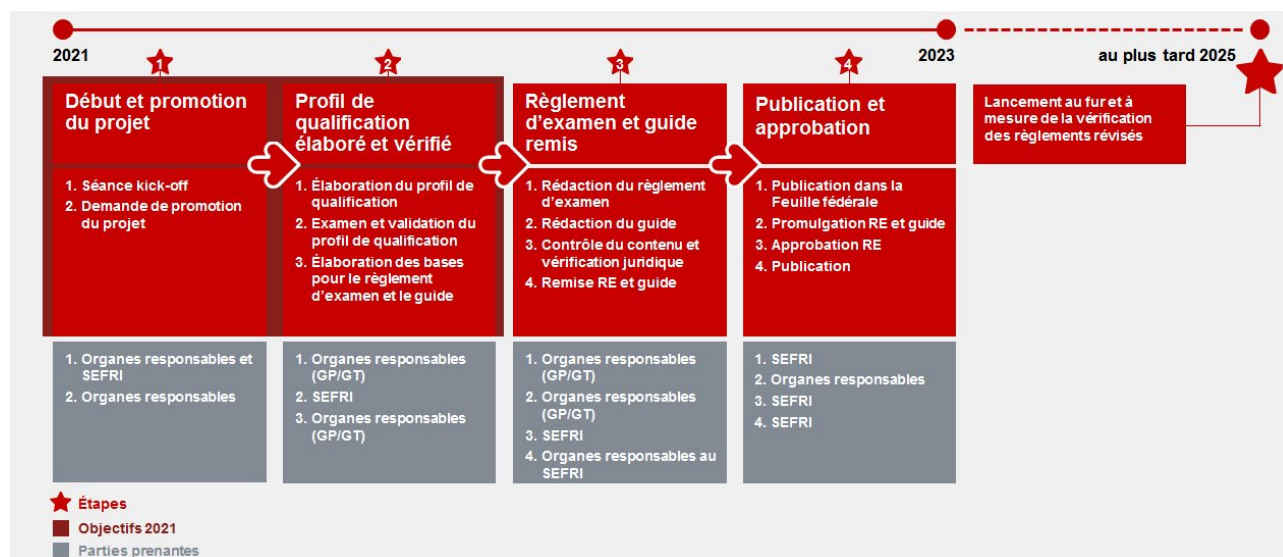 2021
2023
au plus tard 2025
1
2
3
4
Début et promotion
du projet
Profil de
qualification
élaboré et vérifié
Règlement
d'examen et guide
remis
Publication et
approbation
Lancement au fur et à
mesure de la vérification
des règlements révisés
1. Séance kick-off
2. Demande de promotion
du projet
1. Élaboration du profil de
qualification
2. Examen et validation du
profil de qualification
3. Élaboration des bases
pour le règlement
d'examen et le guide
1. Rédaction du règlement
d'examen
2. Rédaction du guide
3. Contrôle du contenu et
vérification juridique
4. Remise RE et guide
1. Publication dans la
Feuille fédérale
2. Promulgation RE et guide
3. Approbation RE
4. Publication
1. Organes responsables et
SEFRI
2. Organes responsables
1. Organes responsables
(GP/GT)
2. SEFRI
3. Organes responsables
(GP/GT)
1. Organes responsables
(GP/GT)
2. Organes responsables
(GP/GT)
3. SEFRI
4. Organes responsables au
SEFRI
1. SEFRI
2. Organes responsables
3. SEFRI
4. SEFRI
Étapes
Objectifs 2021
Parties prenantes